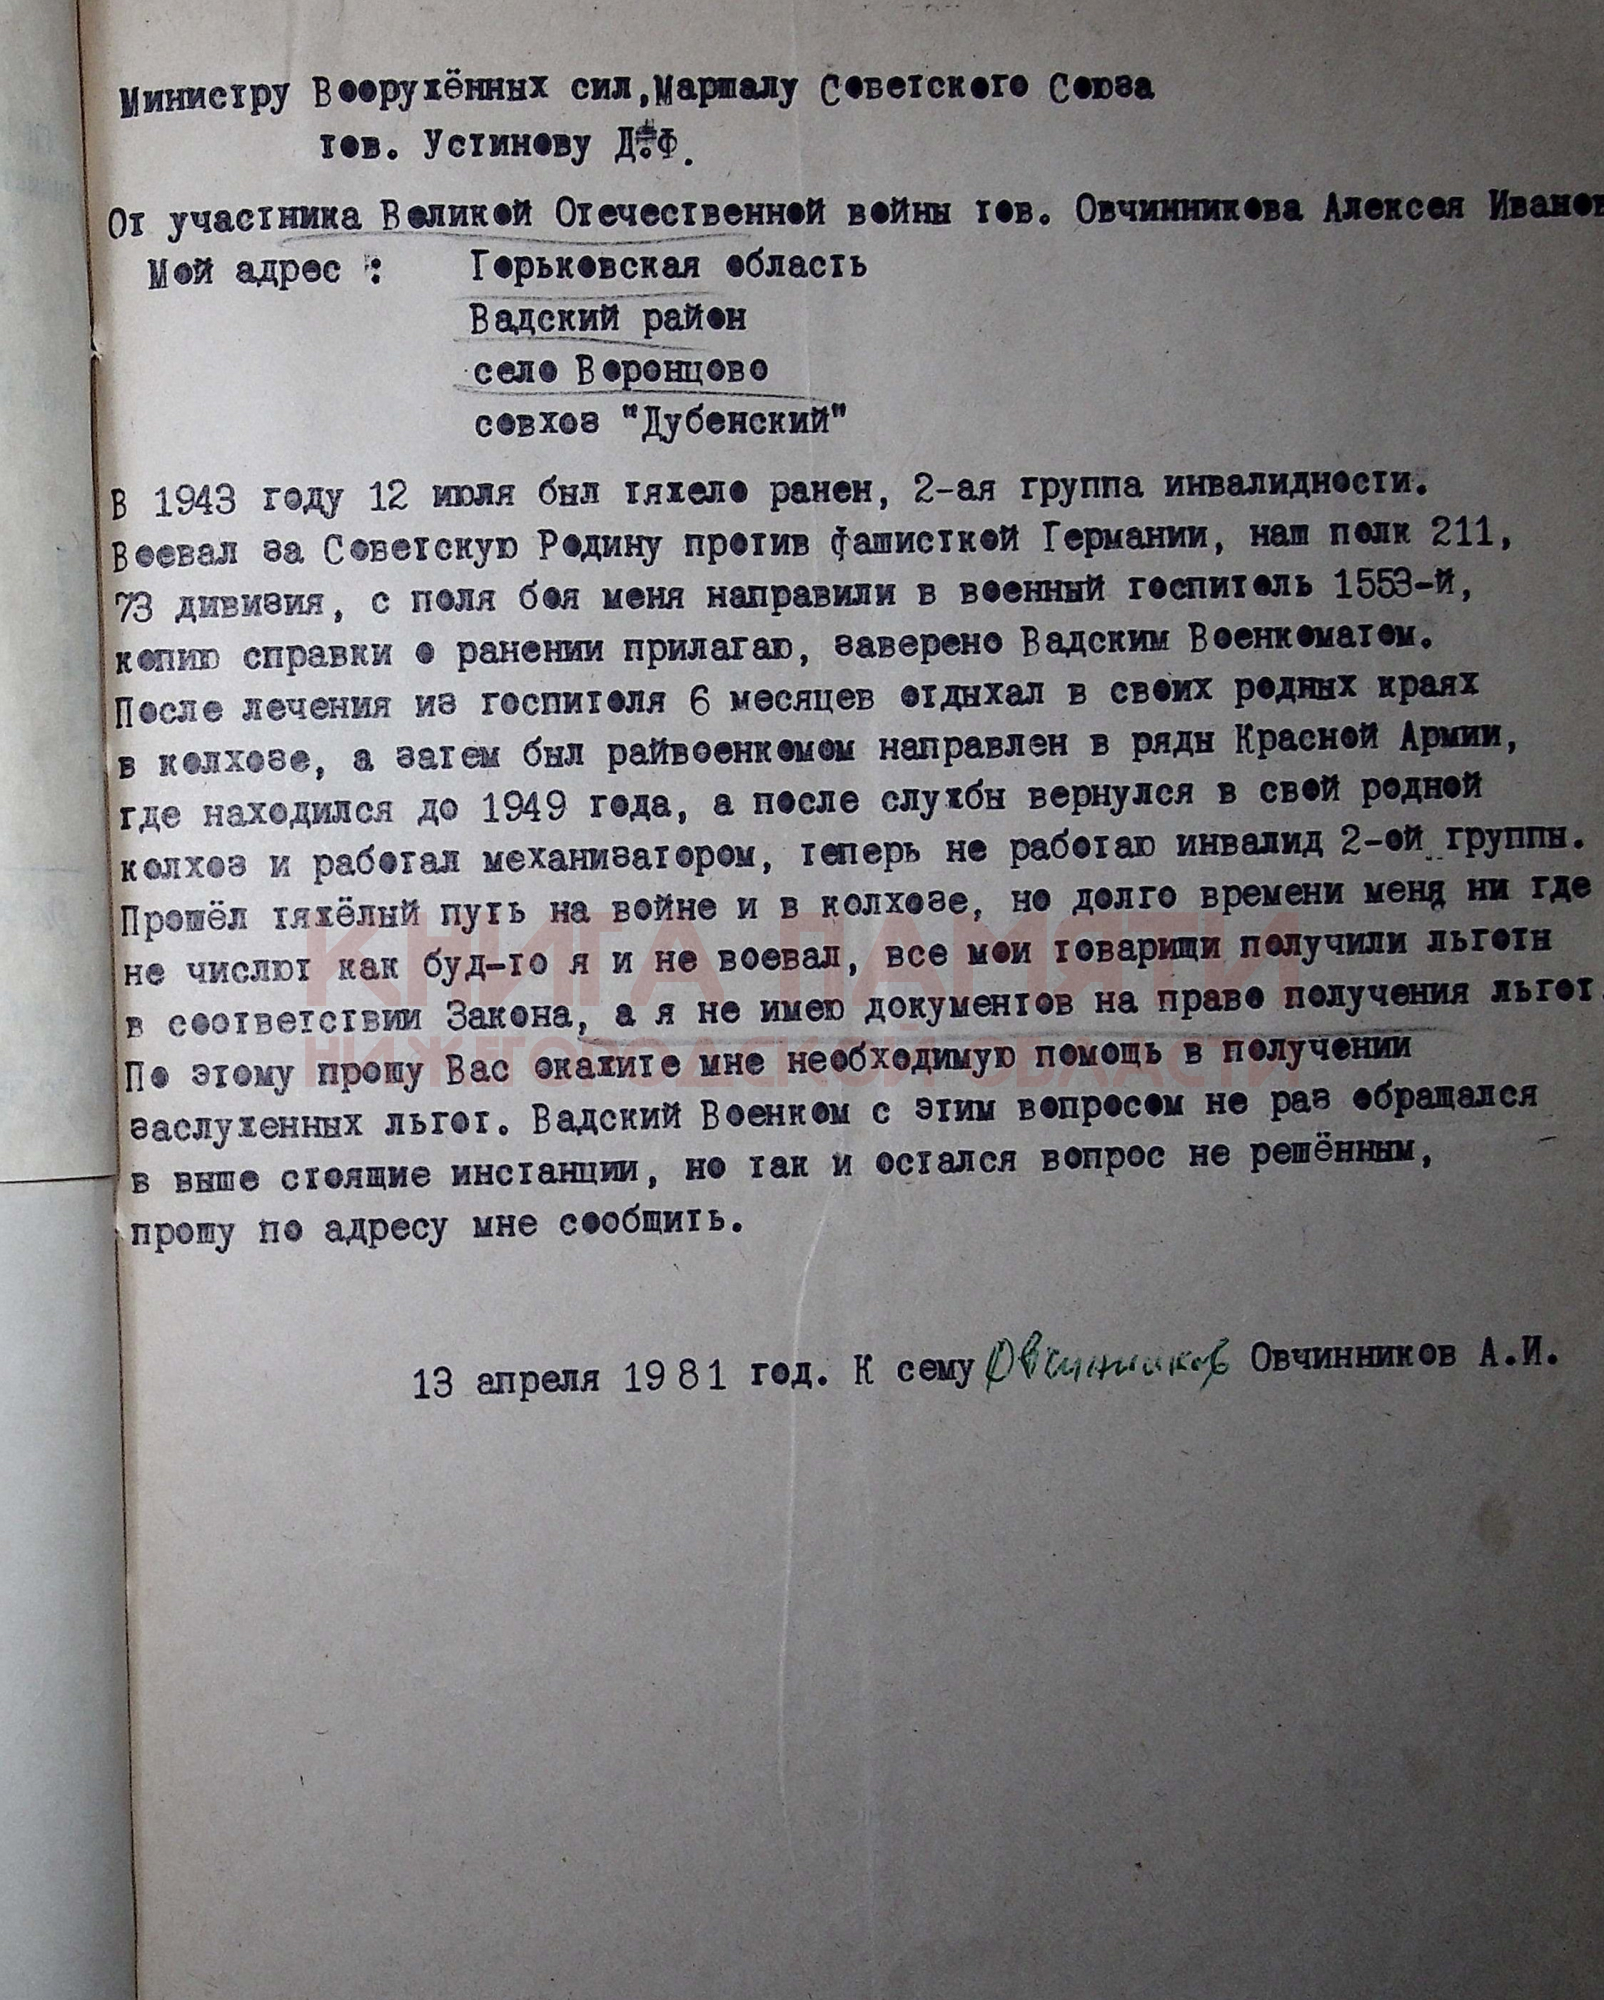 Министру Вооружённых сил,Маршалу Советского Союза
тов. Устинову Д.Ф.
От участника Великой Отечественной войны тов. Овчинникова Алексея Иванов
Мой адрес : Горьковская область
Вадский район
село Воронцово
совхоз "Дубенский"
В 1943 году 12 июля был тяжело ранен, 2-ая группа инвалидности.
Воевал за Советскую Родину против фашисткой Германии, наш полк 211,
73 дивизия, с поля боя меня направили в военный госпиголь 1553-й,
копию справки о ранении прилагаю, заверено Вадским Военкоматом.
После лечения из госпитоля 6 месяцев отдыхал в своих родных краях
в колхозе, а затем был райвоенкомом направлен в ряды Красной Армии,
где находился до 1949 года, а после службы вернулся в свой родной
колхоз и работал механизатором, теперь не работаю инвалид 2-ой группы.
Прошёл тяжёлый путь на войне и в колхозе, но долго времени меня ни где
не числют как буд-то я и не воевал, все мои товарищи получили льготы
в соответствии Закона, а я не имею документов на право получения льгот.
По этому прошу Вас окажите мне необходимую помощь в получении
заслуженных льгот. Вадский Военком с этим вопросом не раз обращался
в выше стоящие инстанции, но так и остался вопрос не решённым,
прошу по адресу мне сообщить.
13 апреля 1981 год. К сему Овчинников Овчинников А.И.
КНИГА ПАМЯТИ
НИЖЕГОРОДСКОЙ ОБЛАСТИ